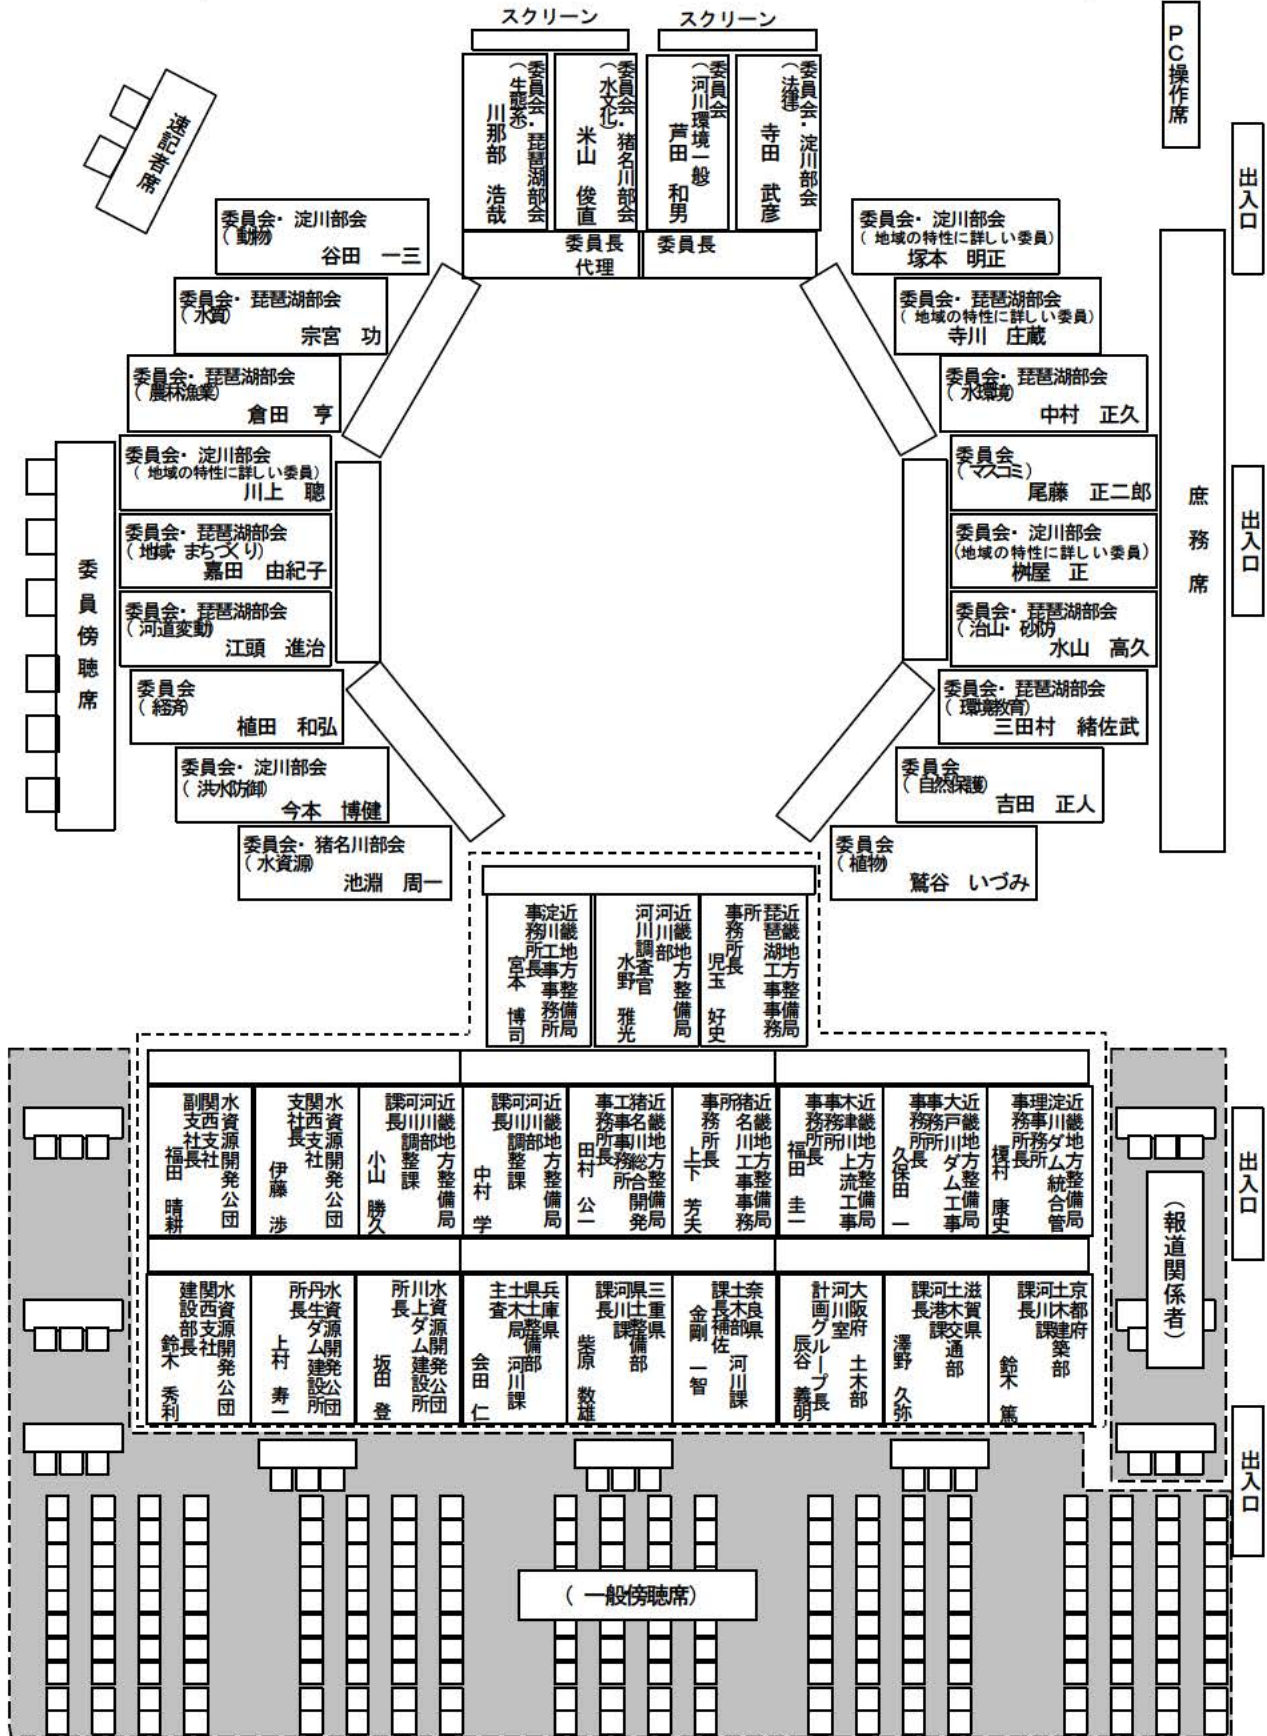 スクリーン
スクリーン
PC操作席
速記者席
出入口
委員会・琵琶湖部会
(生態系)
川那部 浩哉
委員会・猪名川部会
(水文化)
米山 俊直
委員会
(河川環境一般)
芦田 和男
委員会・淀川部会
(法律)
寺田 武彦
委員長
代理
委員長
委員会・淀川部会
(動物)
谷田 一三
委員会・琵琶湖部会
(水質)
宗宮 功
委員会・琵琶湖部会
(農林漁業)
倉田 亨
委員会・淀川部会
(地域の特性に詳しい委員)
川上 聰
委員会・琵琶湖部会
(地域・まちづくり)
嘉田 由紀子
委員会・琵琶湖部会
(河道変動)
江頭 進治
委員会
(経済)
植田 和弘
委員会・淀川部会
(洪水防御)
今本 博健
委員会・猪名川部会
(水資源)
池淵 周一
委員会・淀川部会
(地域の特性に詳しい委員)
塚本 明正
委員会・琵琶湖部会
(地域の特性に詳しい委員)
寺川 庄蔵
委員会・琵琶湖部会
(水環境)
中村 正久
委員会
(マスコミ)
尾藤 正二郎
委員会・淀川部会
(地域の特性に詳しい委員)
桝屋 正
委員会・琵琶湖部会
(治山・砂防)
水山 高久
委員会・琵琶湖部会
(環境教育)
三田村 緒佐武
委員会
(自然保護)
吉田 正人
委員会
(植物)
鷲谷 いづみ
委員傍聴席
庶務席
出入口
近畿地方整備局
淀川工事事務所
事務所長
宮本 博司
近畿地方整備局
河川部
河川調査官
水野 雅光
近畿地方整備局
琵琶湖工事事務
所
事務所長
児玉 好史
水資源開発公団
関西支社
副支社長
福田 晴耕
水資源開発公団
関西支社
支社長
伊藤 渉
近畿地方整備局
河川部
河川調整課
課長
小山 勝久
近畿地方整備局
河川部
河川調整課
課長
中村 学
近畿地方整備局
猪名川総合開発
工事事務所
事務所長
田村 公一
近畿地方整備局
猪名川工事事務
所
事務所長
上下 芳夫
近畿地方整備局
木津川上流工事
事務所
事務所長
福田 圭一
近畿地方整備局
大戸川ダム工事
事務所
事務所長
久保田 一
近畿地方整備局
淀川ダム統合管
理事務所
事務所長
榎村 康史
水資源開発公団
関西支社
建設部長
鈴木 秀利
水資源開発公団
丹生ダム建設所
所長
上村 寿一
水資源開発公団
川上ダム建設所
所長
坂田 登
兵庫県
県土整備部
土木局 河川課
主査
会田 仁
三重県
県土整備部
河川課
課長
柴原 数雄
奈良県
土木部 河川課
課長補佐
金剛 一智
大阪府 土木部
河川室
計画グループ長
辰谷 義明
滋賀県
土木交通部
河港課
課長
澤野 久弥
京都府
土木建築部
河川課
課長
鈴木 篤
出入口
(報道関係者)
出入口
(一般傍聴席)